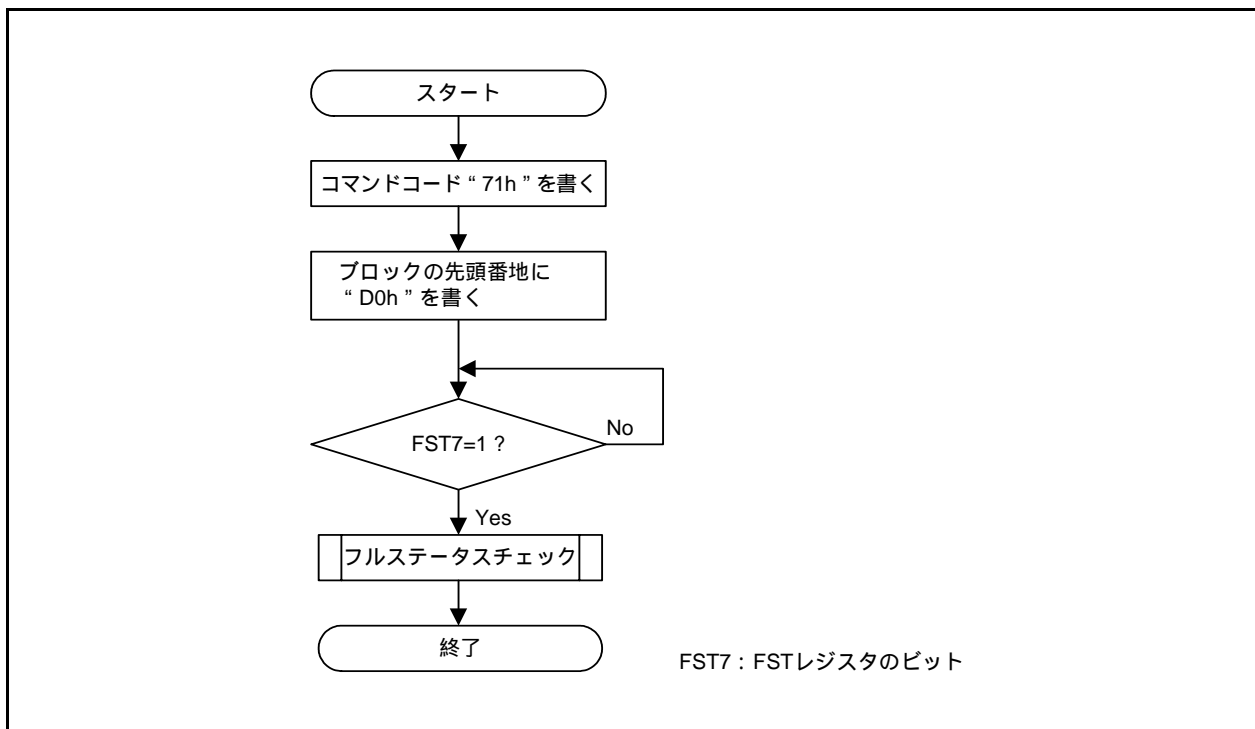 スタート
コマンドコード “ 71h ” を書く
ブロックの先頭番地に
“ D0h ” を書く
FST7=1 ?
No
Yes
フルステータスチェック
終了
FST7 : FSTレジスタのビット